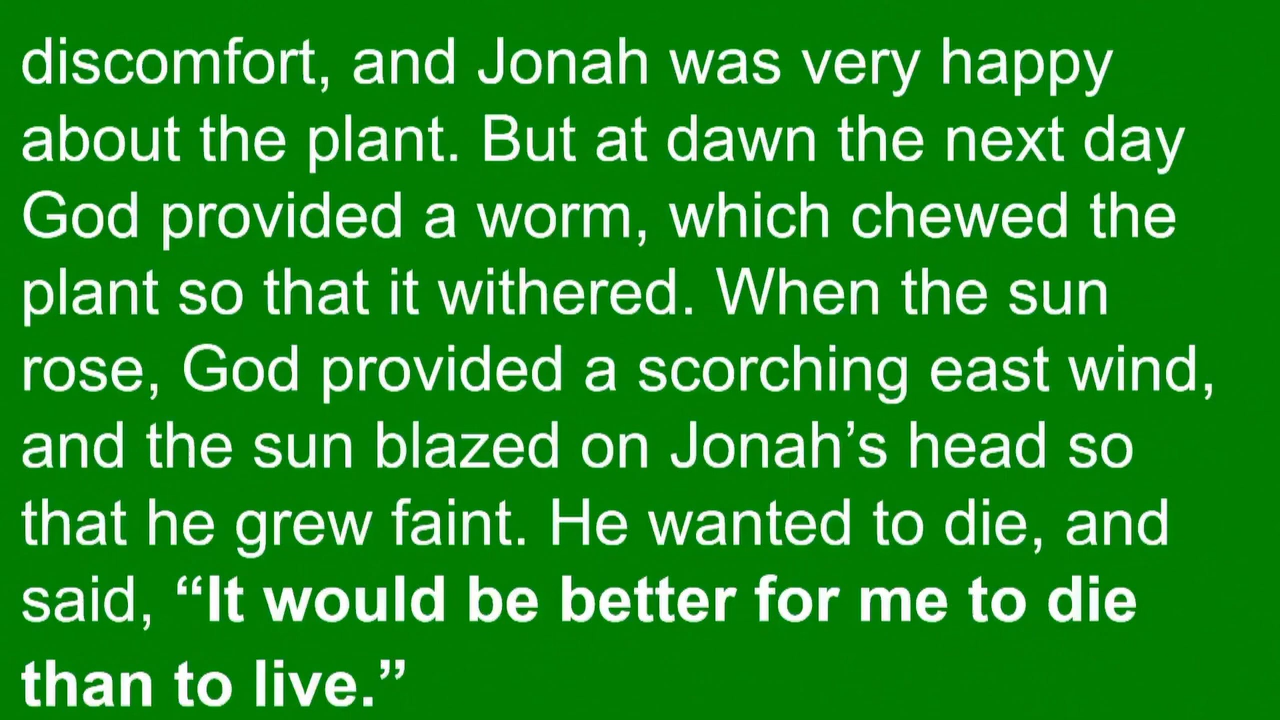 discomfort, and Jonah was very happy
about the plant. But at dawn the next day
God provided a worm, which chewed the
plant so that it withered. When the sun
rose, God provided a scorching east wind,
and the sun blazed on Jonah’s head so
that he grew faint. He wanted to die, and
said, “It would be better for me to die
than to live.”